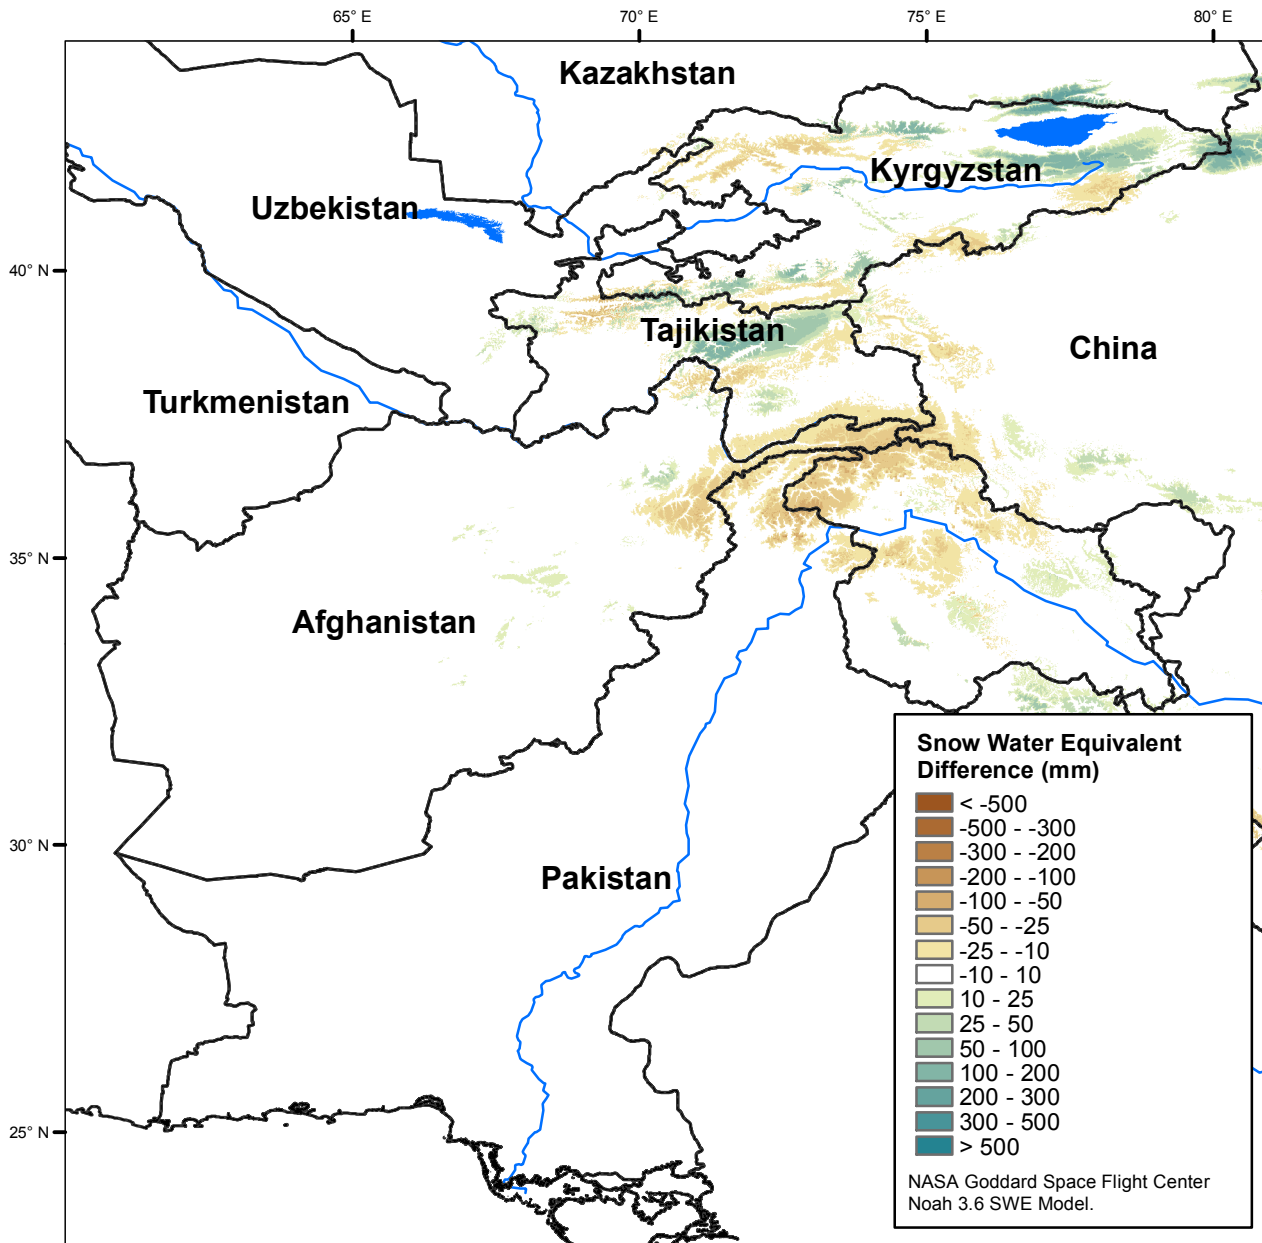 65° E
70° E
75° E
80° E
Kazakhstan
Kyrgyzstan
Uzbekistan
40° N
Tajikistan
China
Turkmenistan
35° N
Afghanistan
Snow Water Equivalent
Difference (mm)
< -500
-500 - -300
-300 - -200
-200 - -100
-100 - -50
-50 - -25
-25 - -10
-10 - 10
10 - 25
25 - 50
50 - 100
100 - 200
200 - 300
300 - 500
> 500
30° N
Pakistan
25° N
NASA Goddard Space Flight Center
Noah 3.6 SWE Model.